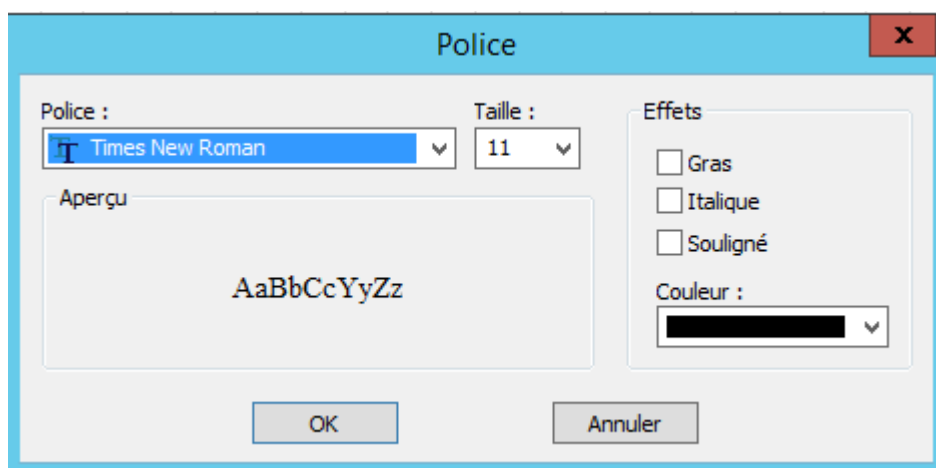 Police
x
Police :
Times New Roman
Taille :
11
Aperçu
AaBbCcYyZz
Effets
Gras
Italique
Souligné
Couleur :
OK
Annuler